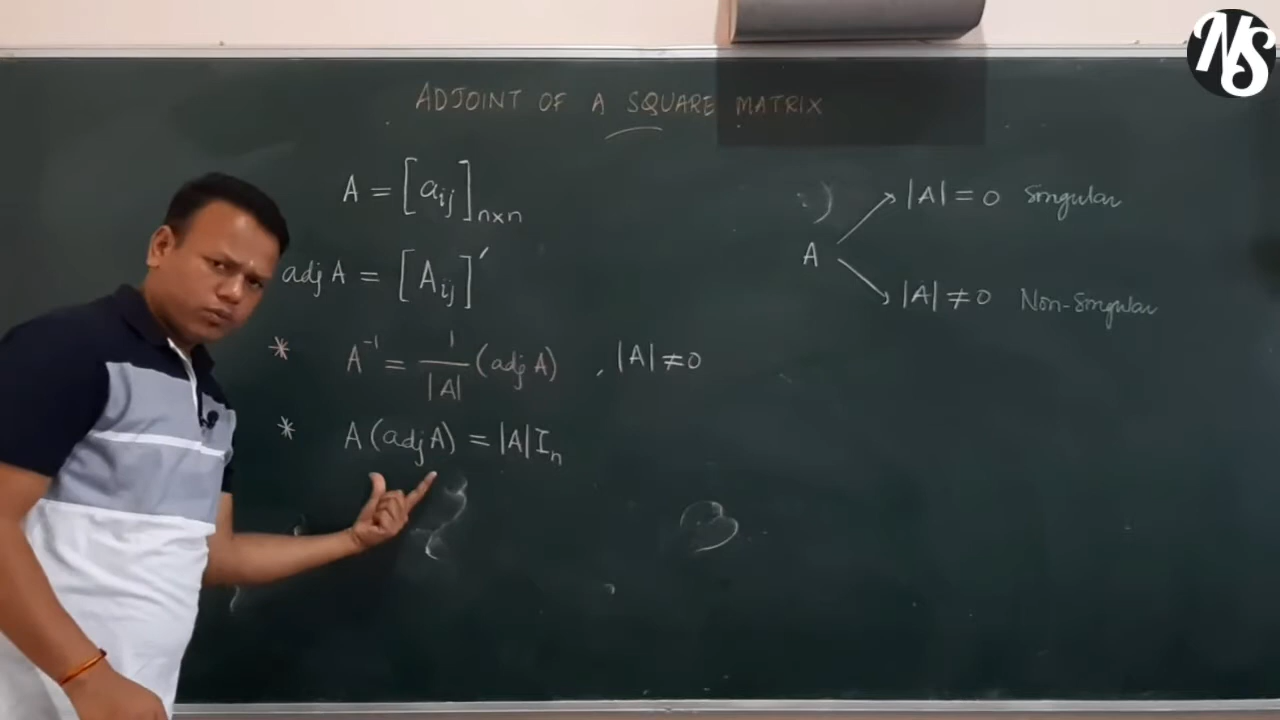 NS
ADJOINT OF A SQUARE MATRIX
A = [aij]n×n
adj A = [Aij]′
* A⁻¹ = 1/|A| (adj A) , |A| ≠ 0
* A (adj A) = |A| In
A
|A| = 0 Singular
|A| ≠ 0 Non-Singular